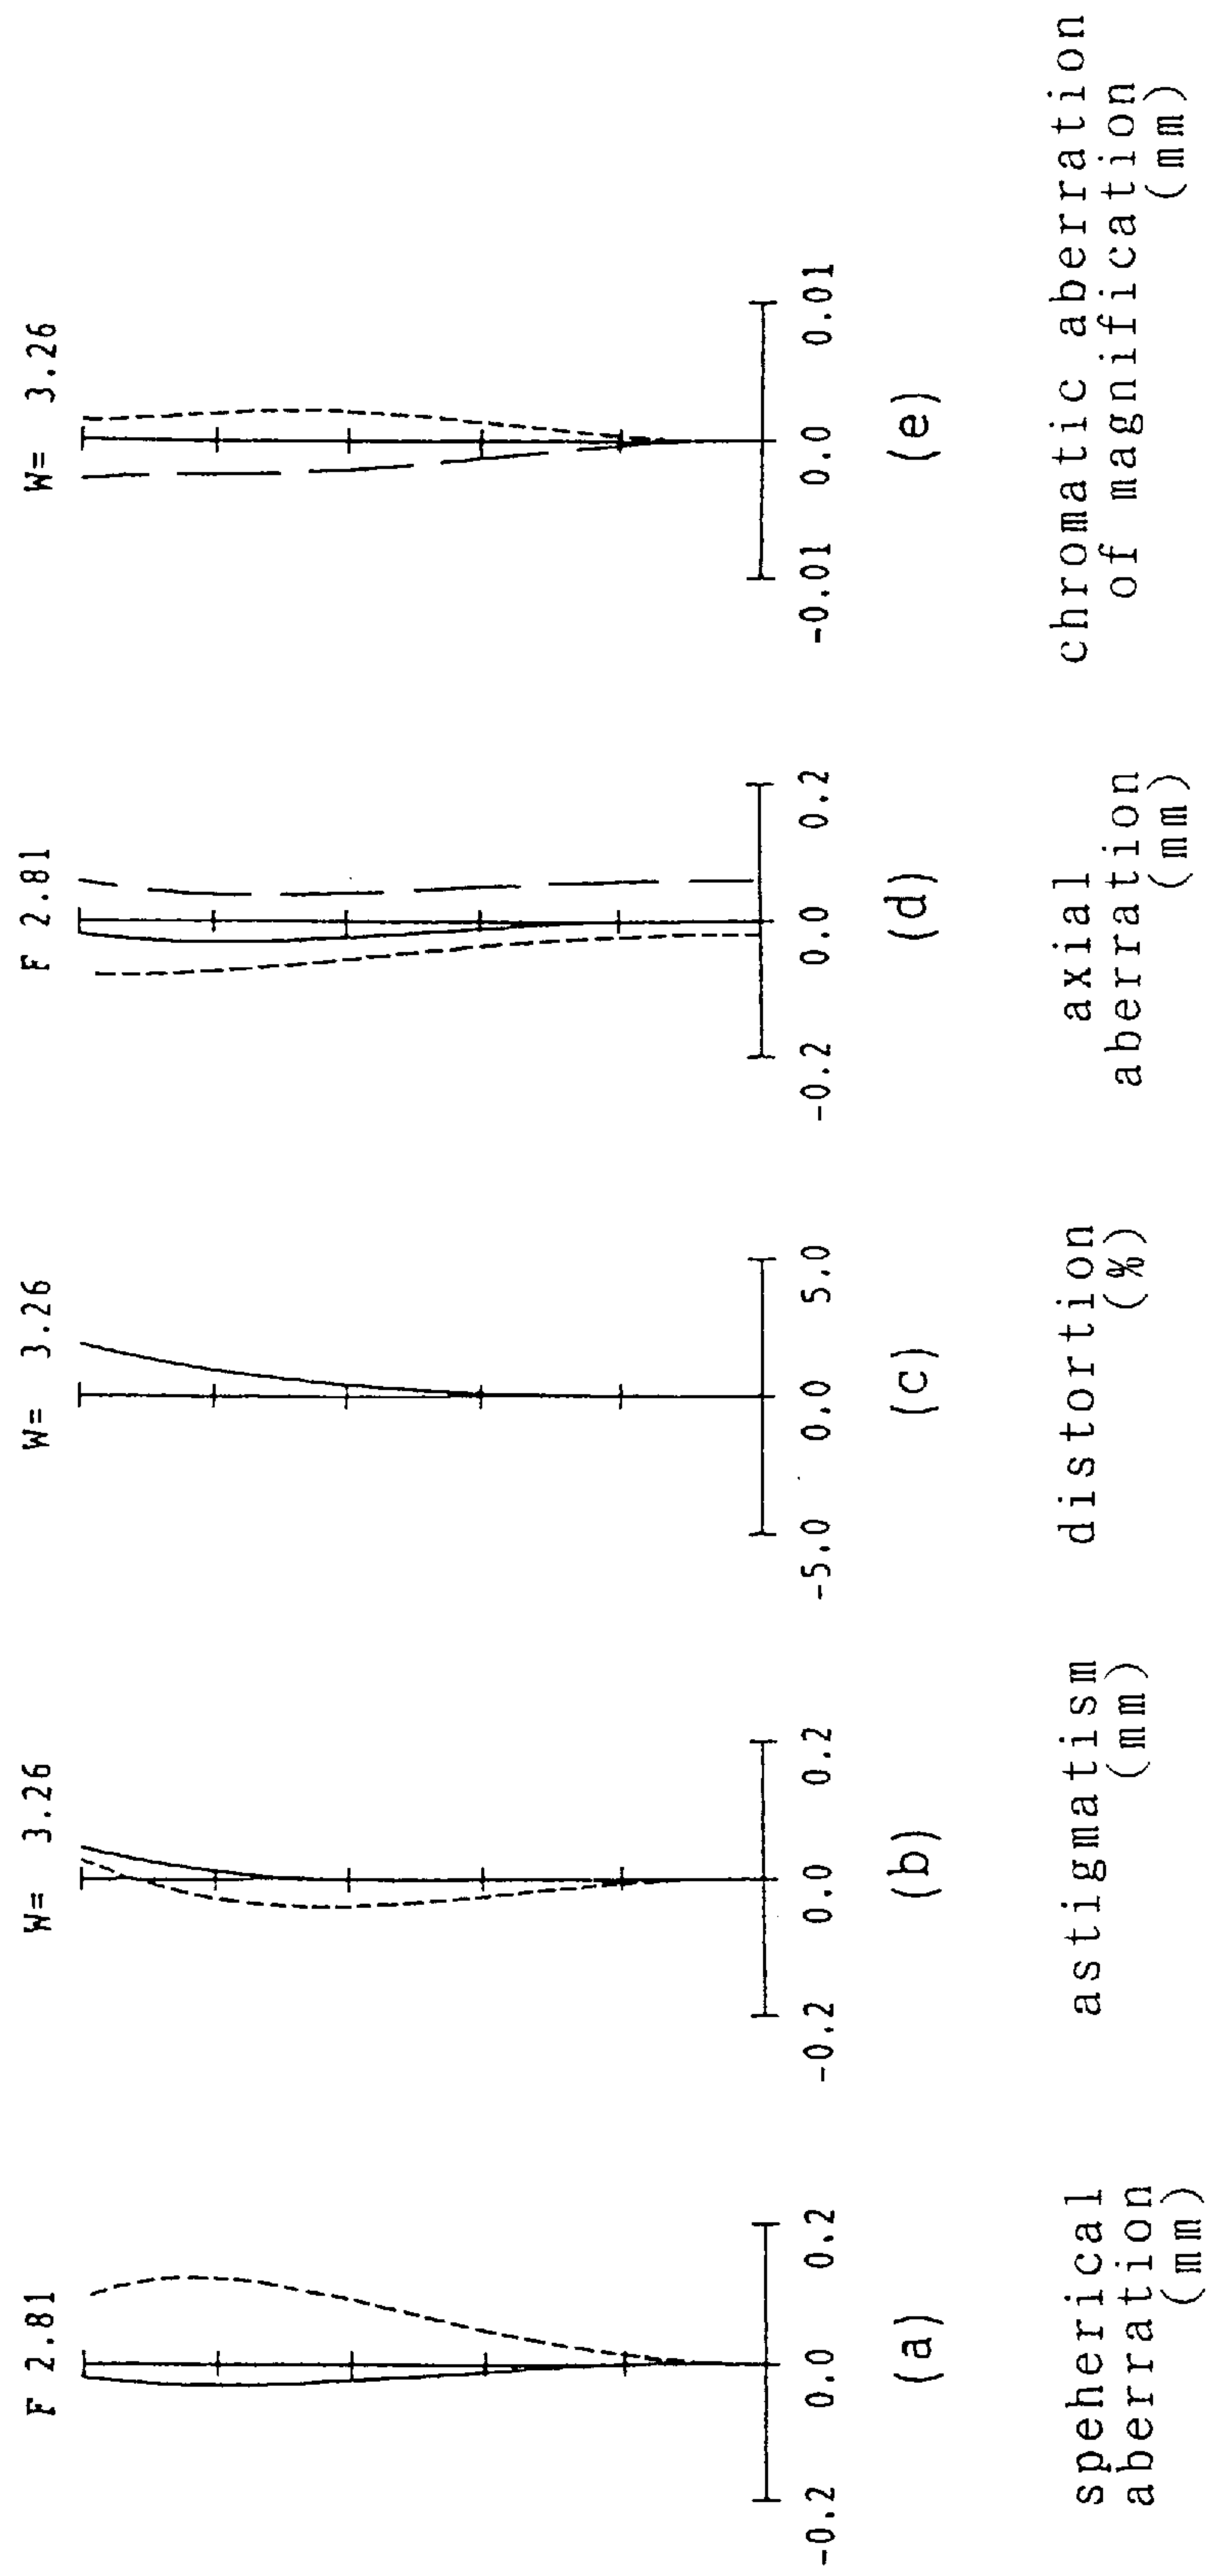 F 2.81
-0.2 0.0 0.2
(a)
speherical
aberration
(mm)
W= 3.26
-0.2 0.0 0.2
(b)
astigmatism
(mm)
W= 3.26
-5.0 0.0 5.0
(c)
distortion
(%)
F 2.81
-0.2 0.0 0.2
(d)
axial
aberration
(mm)
W= 3.26
-0.01 0.0 0.01
(e)
chromatic aberration
of magnification
(mm)